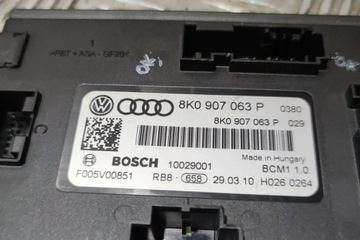 8K0 907 063 P 0380
8K0 907 063 P 029
BOSCH 10029001
Made in Hungary
F005V00851
BCM1 1.0
RB8- 658 29.03.10 H026 0264